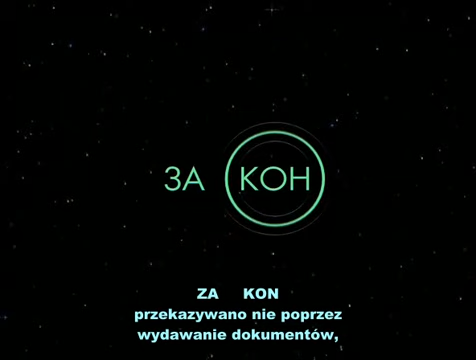 ЗА КОН
ZA KON
przekazywano nie poprzez
wydawanie dokumentów,